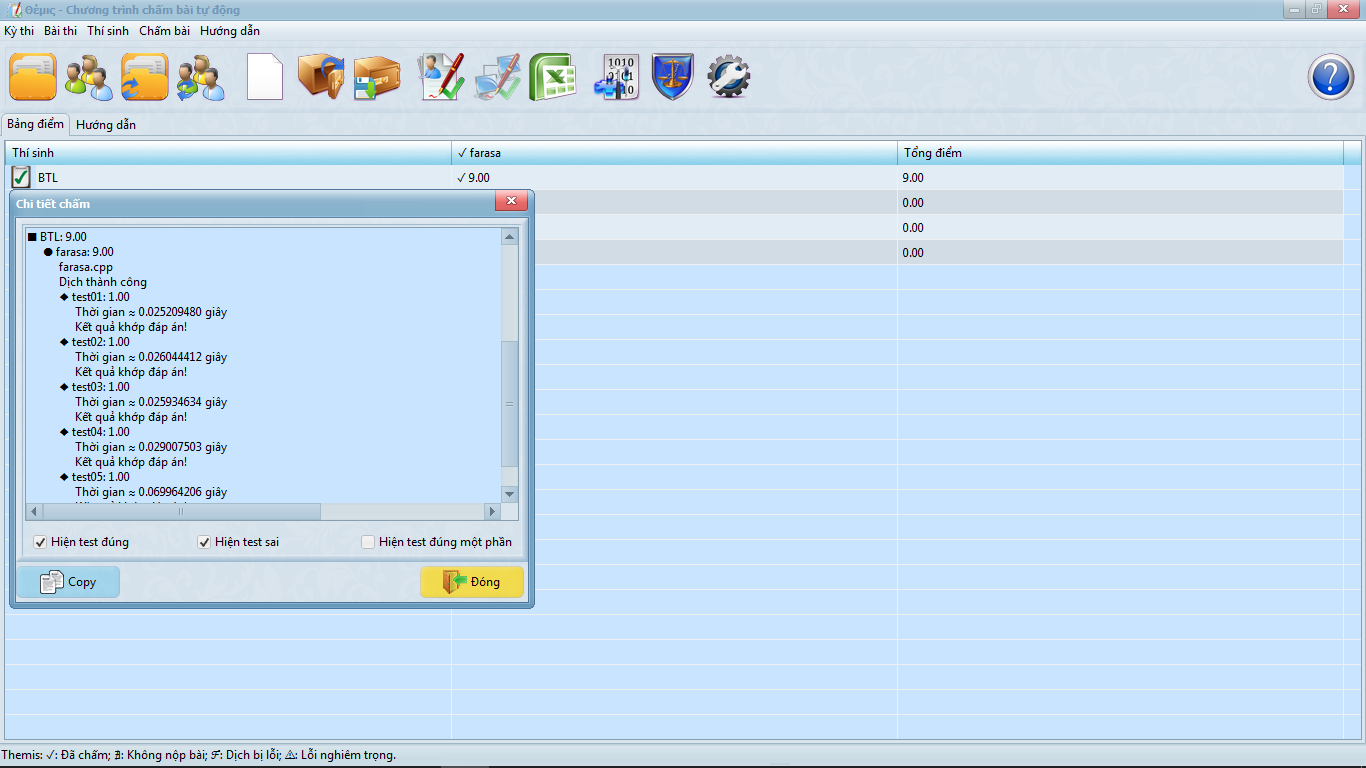 Θέμις - Chương trình chấm bài tự động
Kỳ thi Bài thi Thí sinh Chấm bài Hướng dẫn
Bảng điểm Hướng dẫn
Thí sinh ✓ farasa Tổng điểm
BTL ✓ 9.00 9.00
0.00
0.00
0.00
Chi tiết chấm
■ BTL: 9.00
● farasa: 9.00
farasa.cpp
Dịch thành công
◆ test01: 1.00
Thời gian ≈ 0.025209480 giây
Kết quả khớp đáp án!
◆ test02: 1.00
Thời gian ≈ 0.026044412 giây
Kết quả khớp đáp án!
◆ test03: 1.00
Thời gian ≈ 0.025934634 giây
Kết quả khớp đáp án!
◆ test04: 1.00
Thời gian ≈ 0.029007503 giây
Kết quả khớp đáp án!
◆ test05: 1.00
Thời gian ≈ 0.069964206 giây
Hiện test đúng Hiện test sai Hiện test đúng một phần
Copy Đóng
Themis: ✓: Đã chấm; ∄: Không nộp bài; ℱ: Dịch bị lỗi; ⚠: Lỗi nghiêm trọng.